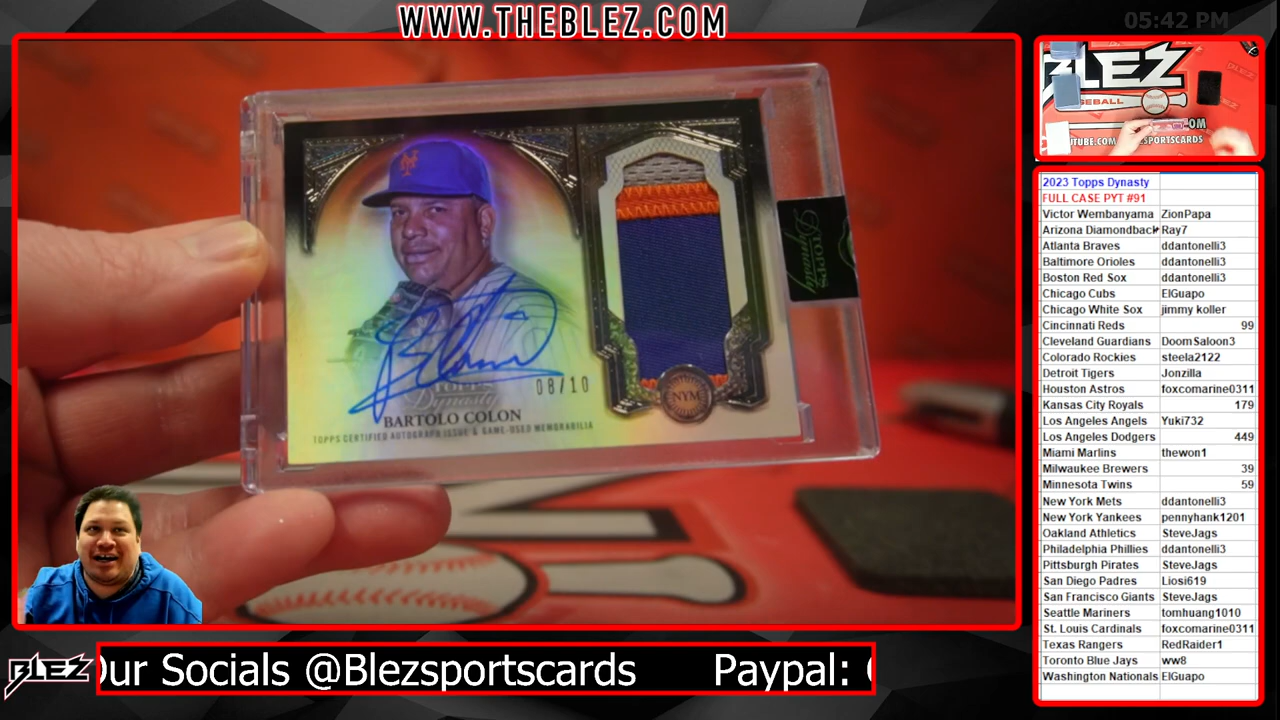 WWW.THEBLEZ.COM
05:42 PM
BLEZ
BASEBALL
NYM
TOPPS
Dynasty
08/10
TOPPS
Dynasty
BARTOLO COLON
TOPPS CERTIFIED AUTOGRAPH ISSUE & GAME-USED MEMORABILIA
2023 Topps Dynasty
FULL CASE PYT #91
Victor Wembanyama ZionPapa
Arizona Diamondback Ray7
Atlanta Braves ddantonelli3
Baltimore Orioles ddantonelli3
Boston Red Sox ddantonelli3
Chicago Cubs ElGuapo
Chicago White Sox jimmy koller
Cincinnati Reds 99
Cleveland Guardians DoomSaloon3
Colorado Rockies steela2122
Detroit Tigers Jonzilla
Houston Astros foxcomarine0311
Kansas City Royals 179
Los Angeles Angels Yuki732
Los Angeles Dodgers 449
Miami Marlins thewon1
Milwaukee Brewers 39
Minnesota Twins 59
New York Mets ddantonelli3
New York Yankees pennyhank1201
Oakland Athletics SteveJags
Philadelphia Phillies ddantonelli3
Pittsburgh Pirates SteveJags
San Diego Padres Liosi619
San Francisco Giants SteveJags
Seattle Mariners tomhuang1010
St. Louis Cardinals foxcomarine0311
Texas Rangers RedRaider1
Toronto Blue Jays ww8
Washington Nationals ElGuapo
BLEZ
Our Socials @Blezsportscards Paypal: